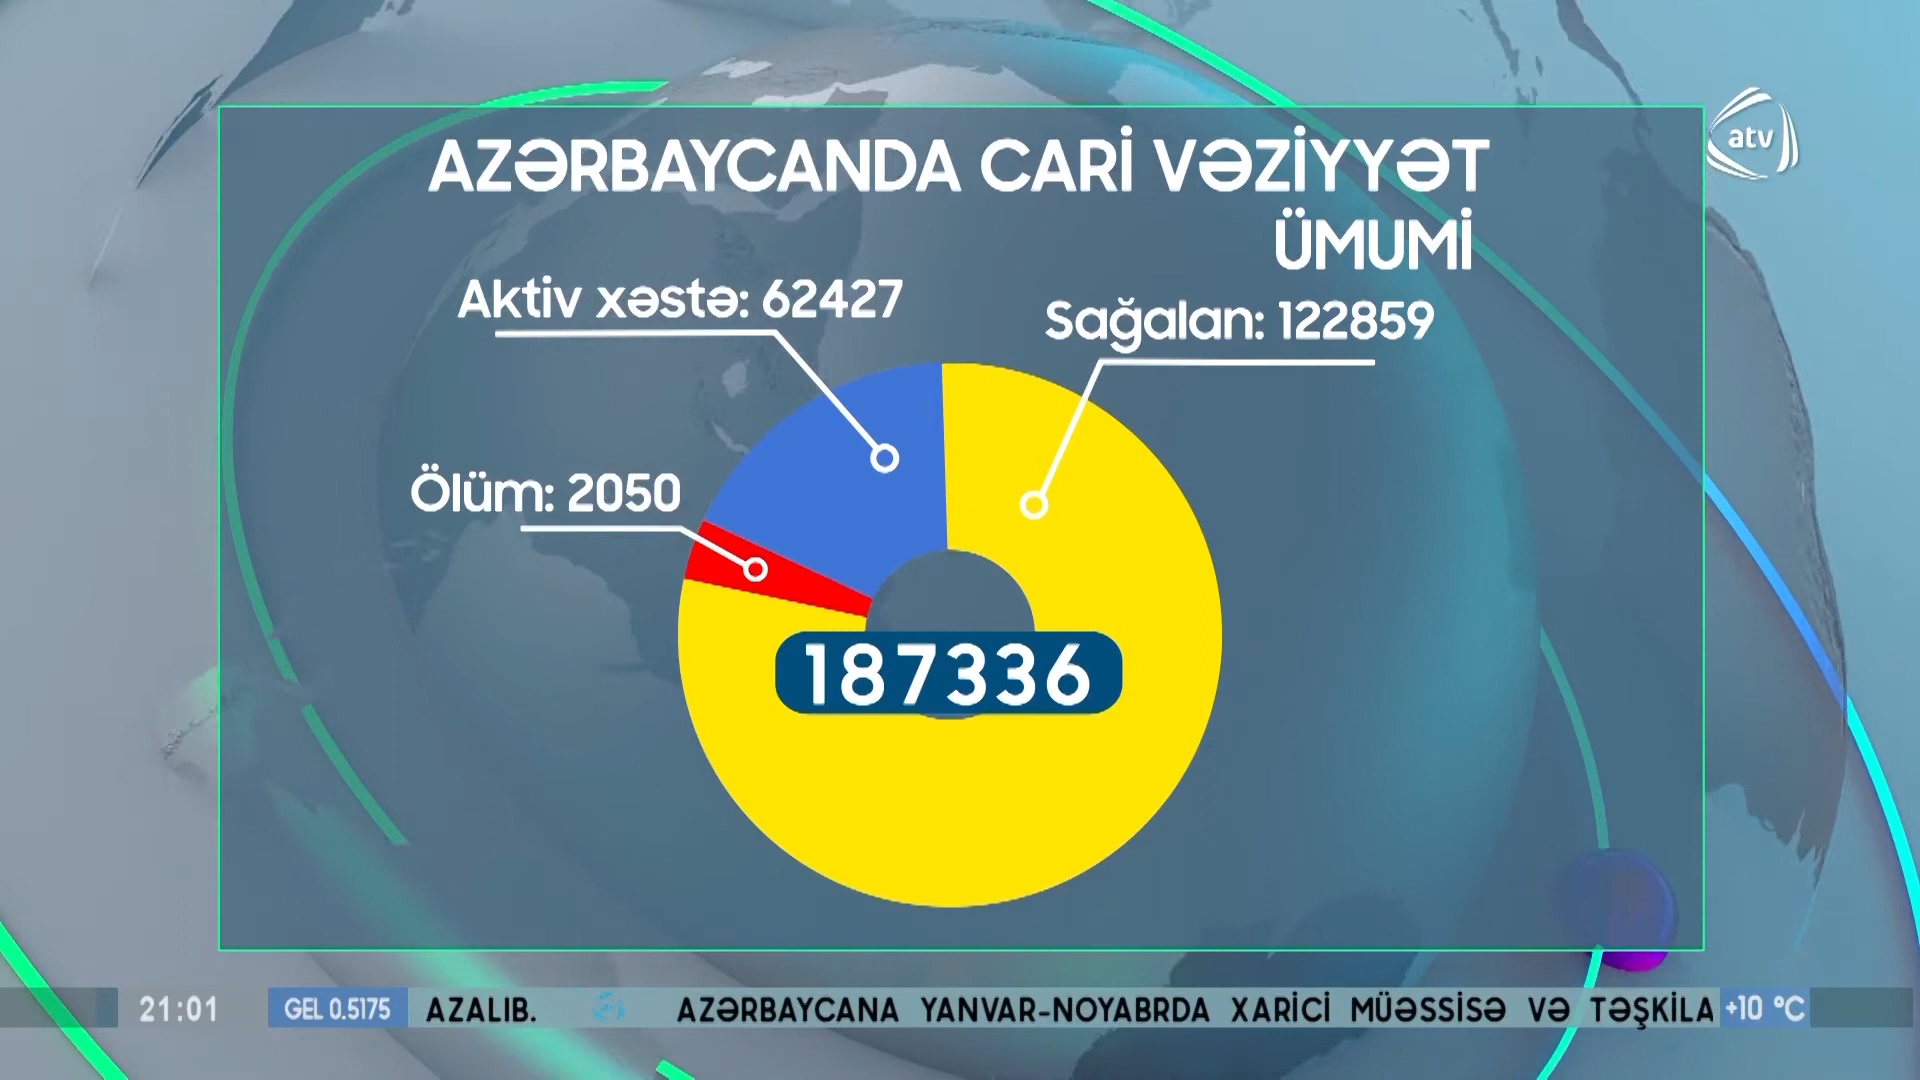 AZƏRBAYCANDA CARİ VƏZİYYƏT
ÜMUMİ
atv
Aktiv xəstə: 62427
Sağalan: 122859
Ölüm: 2050
187336
21:01 GEL 0.5175 AZALIB. AZƏRBAYCANA YANVAR-NOYABRDA XARİCİ MÜƏSSİSƏ VƏ TƏŞKİLA +10 °C